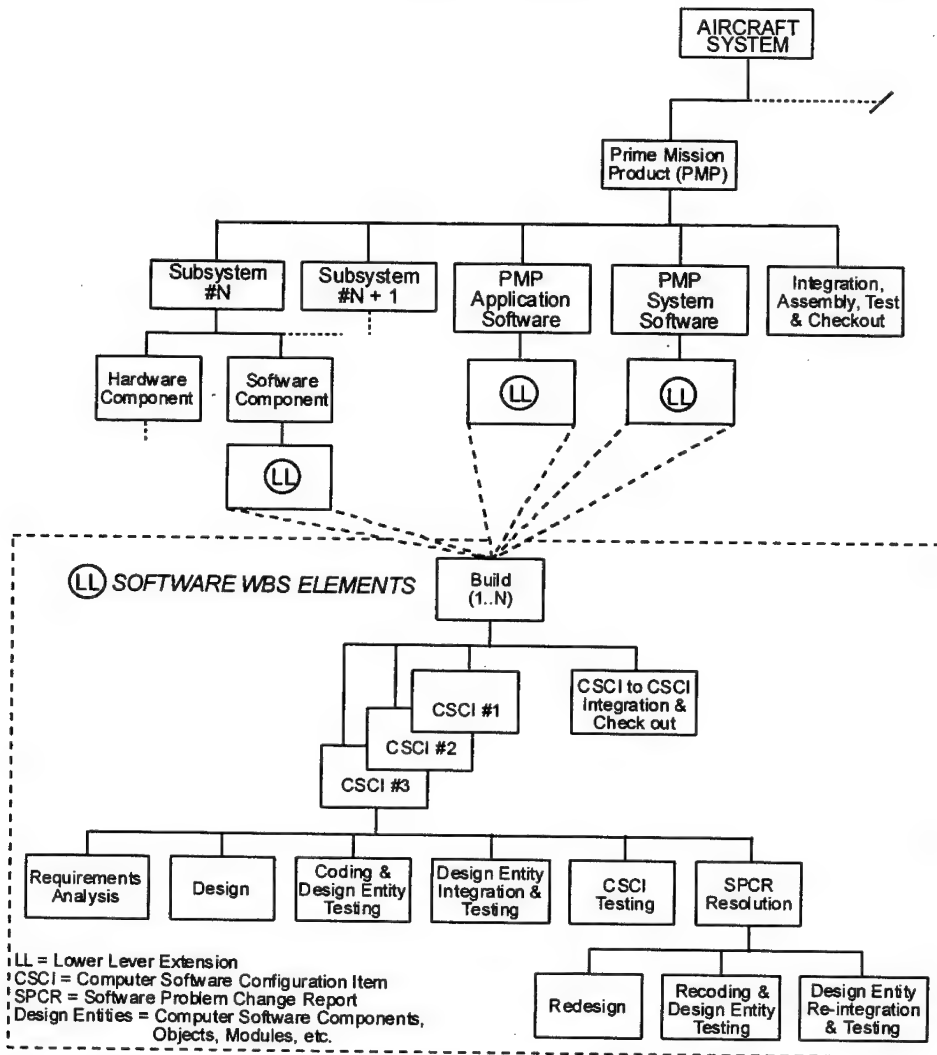 AIRCRAFT
SYSTEM
Prime Mission
Product (PMP)
Subsystem
#N
Subsystem
#N + 1
PMP
Application
Software
PMP
System
Software
Integration,
Assembly, Test
& Checkout
Hardware
Component
Software
Component
LL
LL
LL
LL SOFTWARE WBS ELEMENTS
Build
(1..N)
CSCI #1
CSCI #2
CSCI #3
CSCI to CSCI
Integration &
Check out
Requirements
Analysis
Design
Coding &
Design Entity
Testing
Design Entity
Integration &
Testing
CSCI
Testing
SPCR
Resolution
Redesign
Recoding &
Design Entity
Testing
Design Entity
Re-integration
& Testing
LL = Lower Lever Extension
CSCI = Computer Software Configuration Item
SPCR = Software Problem Change Report
Design Entities = Computer Software Components,
Objects, Modules, etc.